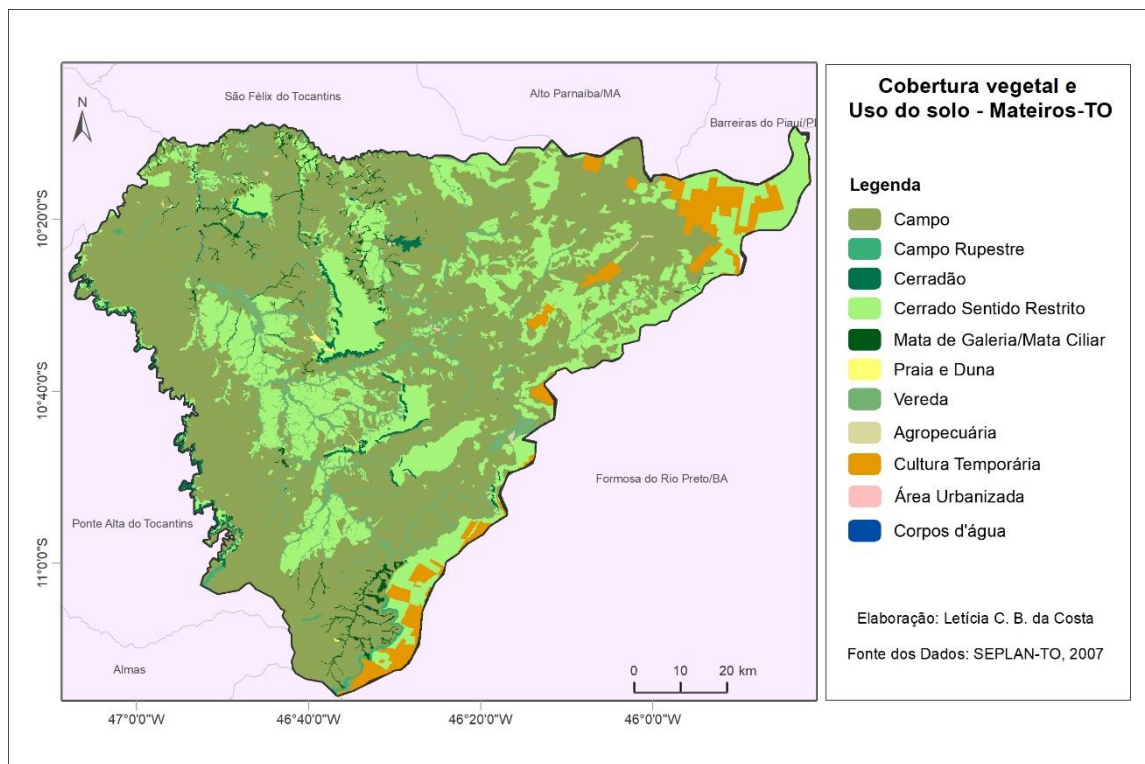 Cobertura vegetal e
Uso do solo - Mateiros-TO
São Félix do Tocantins
Alto Parnaíba/MA
Barreiras do Piauí/PI
N
10°20'0"S
10°40'0"S
11°0'0"S
Formosa do Rio Preto/BA
Ponte Alta do Tocantins
Almas
0 10 20 km
47°0'0"W
46°40'0"W
46°20'0"W
46°0'0"W
Legenda
Campo
Campo Rupestre
Cerradão
Cerrado Sentido Restrito
Mata de Galeria/Mata Ciliar
Praia e Duna
Vereda
Agropecuária
Cultura Temporária
Área Urbanizada
Corpos d'água
Elaboração: Letícia C. B. da Costa
Fonte dos Dados: SEPLAN-TO, 2007